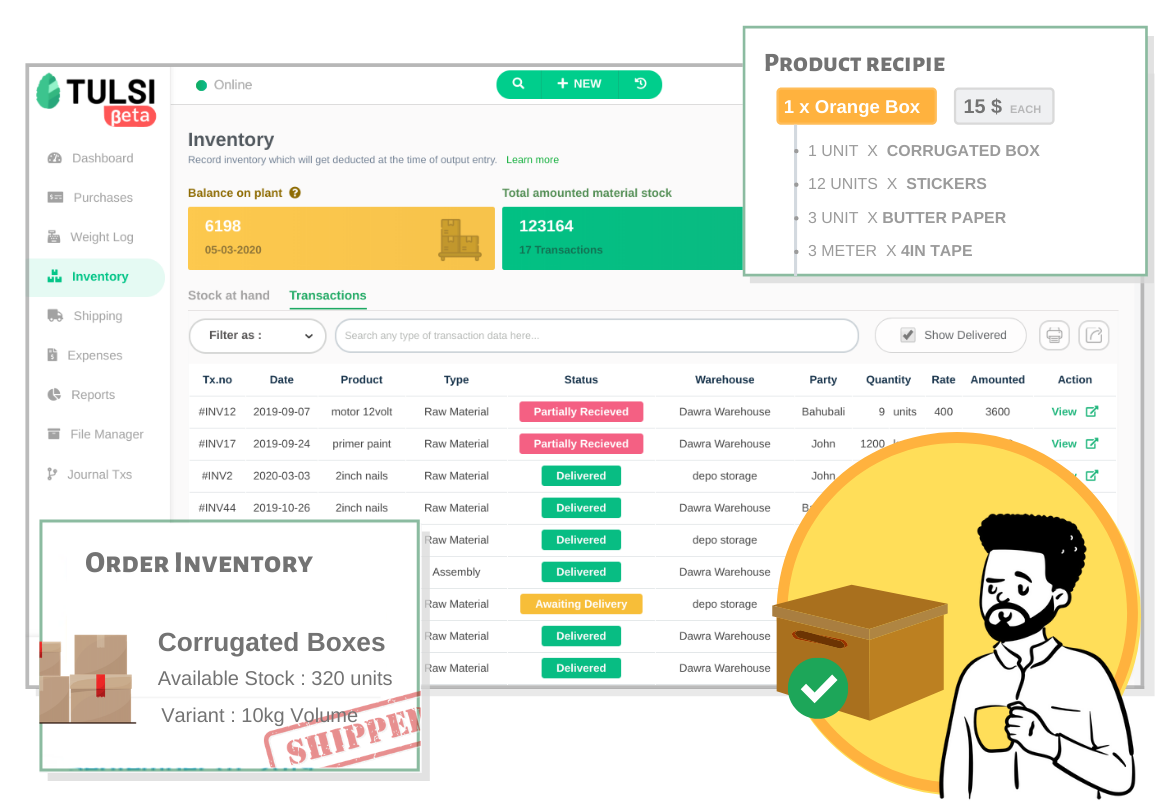 TULSI
βeta
Online
NEW
PRODUCT RECIPIE
1 x Orange Box
15 $ EACH
1 UNIT X CORRUGATED BOX
12 UNITS X STICKERS
3 UNIT X BUTTER PAPER
3 METER X 4IN TAPE
Dashboard
Purchases
Weight Log
Inventory
Shipping
Expenses
Reports
File Manager
Journal Txs
Inventory
Record inventory which will get deducted at the time of output entry. Learn more
Balance on plant ?
Total amounted material stock
6198
05-03-2020
123164
17 Transactions
Stock at hand Transactions
Filter as :
Search any type of transaction data here...
Show Delivered
Tx.no Date Product Type Status Warehouse Party Quantity Rate Amounted Action
#INV12 2019-09-07 motor 12volt Raw Material Partially Recieved Dawra Warehouse Bahubali 9 units 400 3600 View
#INV17 2019-09-24 primer paint Raw Material Partially Recieved Dawra Warehouse John 1200 View
#INV2 2020-03-03 2inch nails Raw Material Delivered depo storage John
#INV44 2019-10-26 2inch nails Raw Material Delivered Dawra Warehouse
Raw Material Delivered depo storage
Assembly Delivered Dawra Warehouse
Raw Material Awaiting Delivery depo storage
Raw Material Delivered Dawra Warehouse
Raw Material Delivered Dawra Warehouse
ORDER INVENTORY
Corrugated Boxes
Available Stock : 320 units
Variant : 10kg Volume
SHIPPED